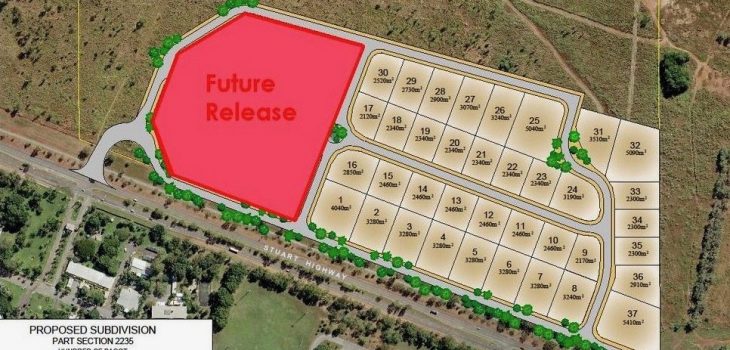 Future
Release
30
2520m²
29
2730m²
28
2900m²
27
3070m²
26
3240m²
25
5040m²
17
2120m²
18
2340m²
19
2340m²
20
2340m²
21
2340m²
22
2340m²
23
2340m²
24
3190m²
31
3510m²
32
5090m²
33
2300m²
34
2300m²
35
2300m²
36
2910m²
37
5410m²
16
2850m²
15
2460m²
14
2460m²
13
2460m²
12
2460m²
11
2460m²
10
2460m²
9
2170m²
1
4040m²
2
3280m²
3
3280m²
4
3280m²
5
3280m²
6
3280m²
7
3280m²
8
3240m²
STUART HIGHWAY
PROPOSED SUBDIVISION
PART SECTION 2235